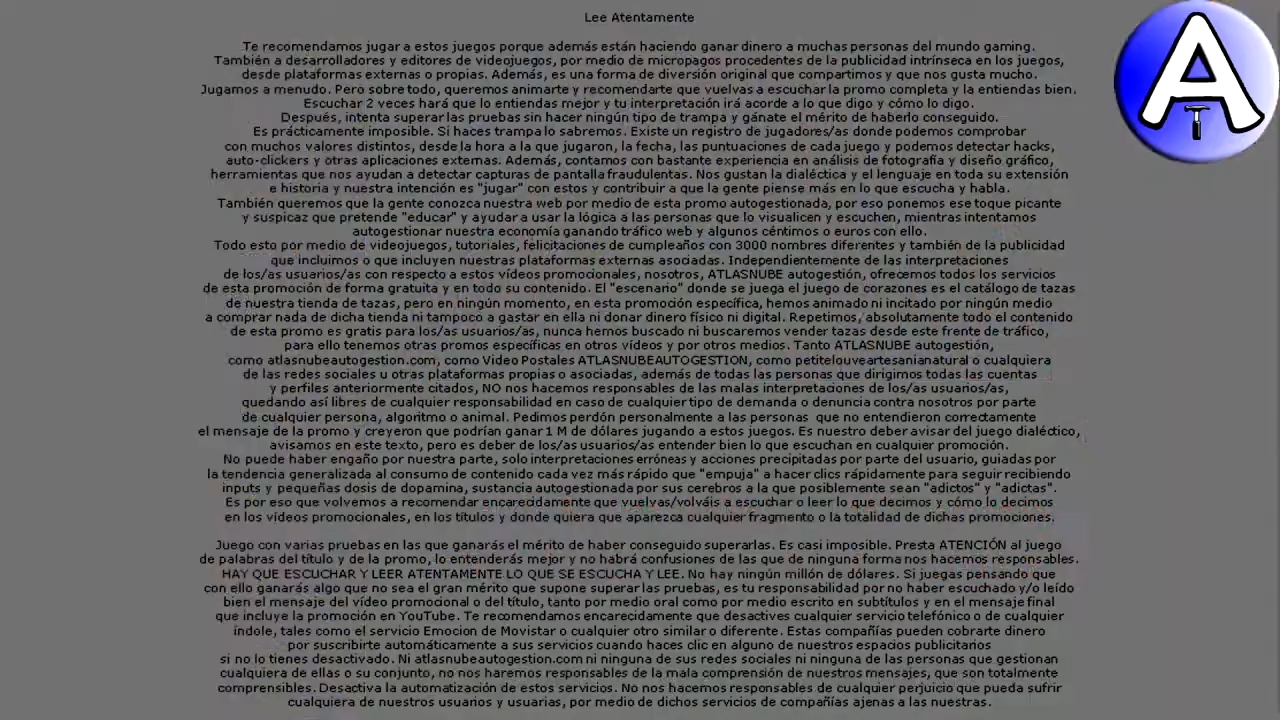 Lee Atentamente
Te recomendamos jugar a estos juegos porque además están haciendo ganar dinero a muchas personas del mundo gaming.
También a desarrolladores y editores de videojuegos, por medio de micropagos procedentes de la publicidad intrínseca en los juegos,
desde plataformas externas o propias. Además, es una forma de diversión original que compartimos y que nos gusta mucho.
Jugamos a menudo. Pero sobre todo, queremos animarte y recomendarte que vuelvas a escuchar la promo completa y la entiendas bien.
Escuchar 2 veces hará que lo entiendas mejor y tu interpretación irá acorde a lo que digo y cómo lo digo.
Después, intenta superar las pruebas sin hacer ningún tipo de trampa y gánate el mérito de haberlo conseguido.
Es prácticamente imposible. Si haces trampa lo sabremos. Existe un registro de jugadores/as donde podemos comprobar
con muchos valores distintos, desde la hora a la que jugaron, la fecha, las puntuaciones de cada juego y podemos detectar hacks,
auto-clickers y otras aplicaciones externas. Además, contamos con bastante experiencia en análisis de fotografía y diseño gráfico,
herramientas que nos ayudan a detectar capturas de pantalla fraudulentas. Nos gustan la dialéctica y el lenguaje en toda su extensión
e historia y nuestra intención es "jugar" con estos y contribuir a que la gente piense más en lo que escucha y habla.
También queremos que la gente conozca nuestra web por medio de esta promo autogestionada, por eso ponemos ese toque picante
y suspicaz que pretende "educar" y ayudar a usar la lógica a las personas que lo visualicen y escuchen, mientras intentamos
autogestionar nuestra economía ganando tráfico web y algunos céntimos o euros con ello.
Todo esto por medio de videojuegos, tutoriales, felicitaciones de cumpleaños con 3000 nombres diferentes y también de la publicidad
que incluimos o que incluyen nuestras plataformas externas asociadas. Independientemente de las interpretaciones
de los/as usuarios/as con respecto a estos vídeos promocionales, nosotros, ATLASNUBE autogestión, ofrecemos todos los servicios
de esta promoción de forma gratuita y en todo su contenido. El "escenario" donde se juega el juego de corazones es el catálogo de tazas
de nuestra tienda de tazas, pero en ningún momento, en esta promoción específica, hemos animado ni incitado por ningún medio
a comprar nada de dicha tienda ni tampoco a gastar en ella ni donar dinero físico ni digital. Repetimos, absolutamente todo el contenido
de esta promo es gratis para los/as usuarios/as, nunca hemos buscado ni buscaremos vender tazas desde este frente de tráfico,
para ello tenemos otras promos específicas en otros vídeos y por otros medios. Tanto ATLASNUBE autogestión,
como atlasnubeautogestion.com, como Video Postales ATLASNUBEAUTOGESTION, como petitelouveartesanianatural o cualquiera
de las redes sociales u otras plataformas propias o asociadas, además de todas las personas que dirigimos todas las cuentas
y perfiles anteriormente citados, NO nos hacemos responsables de las malas interpretaciones de los/as usuarios/as,
quedando así libres de cualquier responsabilidad en caso de cualquier tipo de demanda o denuncia contra nosotros por parte
de cualquier persona, algoritmo o animal. Pedimos perdón personalmente a las personas que no entendieron correctamente
el mensaje de la promo y creyeron que podrían ganar 1 M de dólares jugando a estos juegos. Es nuestro deber avisar del juego dialéctico,
avisamos en este texto, pero es deber de los/as usuarios/as entender bien lo que escuchan en cualquier promoción.
No puede haber engaño por nuestra parte, solo interpretaciones erróneas y acciones precipitadas por parte del usuario, guiadas por
la tendencia generalizada al consumo de contenido cada vez más rápido que "empuja" a hacer clics rápidamente para seguir recibiendo
inputs y pequeñas dosis de dopamina, sustancia autogestionada por sus cerebros a la que posiblemente sean "adictos" y "adictas".
Es por eso que volvemos a recomendar encarecidamente que vuelvas/volváis a escuchar o leer lo que decimos y cómo lo decimos
en los vídeos promocionales, en los títulos y donde quiera que aparezca cualquier fragmento o la totalidad de dichas promociones.
Juego con varias pruebas en las que ganarás el mérito de haber conseguido superarlas. Es casi imposible. Presta ATENCIÓN al juego
de palabras del título y de la promo, lo entenderás mejor y no habrá confusiones de las que de ninguna forma nos hacemos responsables.
HAY QUE ESCUCHAR Y LEER ATENTAMENTE LO QUE SE ESCUCHA Y LEE. No hay ningún millón de dólares. Si juegas pensando que
con ello ganarás algo que no sea el gran mérito que supone superar las pruebas, es tu responsabilidad por no haber escuchado y/o leído
bien el mensaje del vídeo promocional o del título, tanto por medio oral como por medio escrito en subtítulos y en el mensaje final
que incluye la promoción en YouTube. Te recomendamos encarecidamente que desactives cualquier servicio telefónico o de cualquier
índole, tales como el servicio Emocion de Movistar o cualquier otro similar o diferente. Estas compañías pueden cobrarte dinero
por suscribirte automáticamente a sus servicios cuando haces clic en alguno de nuestros espacios publicitarios
si no lo tienes desactivado. Ni atlasnubeautogestion.com ni ninguna de sus redes sociales ni ninguna de las personas que gestionan
cualquiera de ellas o su conjunto, no nos haremos responsables de la mala comprensión de nuestros mensajes, que son totalmente
comprensibles. Desactiva la automatización de estos servicios. No nos hacemos responsables de cualquier perjuicio que pueda sufrir
cualquiera de nuestros usuarios y usuarias, por medio de dichos servicios de compañías ajenas a las nuestras.